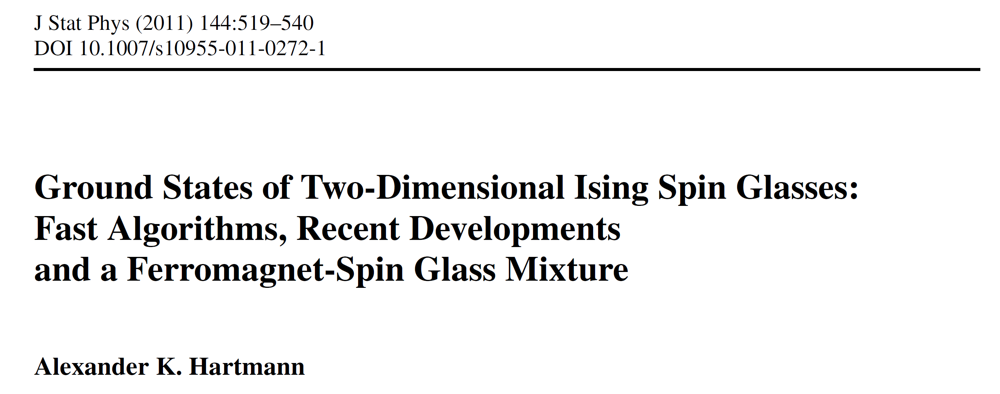 J Stat Phys (2011) 144:519–540
DOI 10.1007/s10955-011-0272-1
Ground States of Two-Dimensional Ising Spin Glasses:
Fast Algorithms, Recent Developments
and a Ferromagnet-Spin Glass Mixture
Alexander K. Hartmann